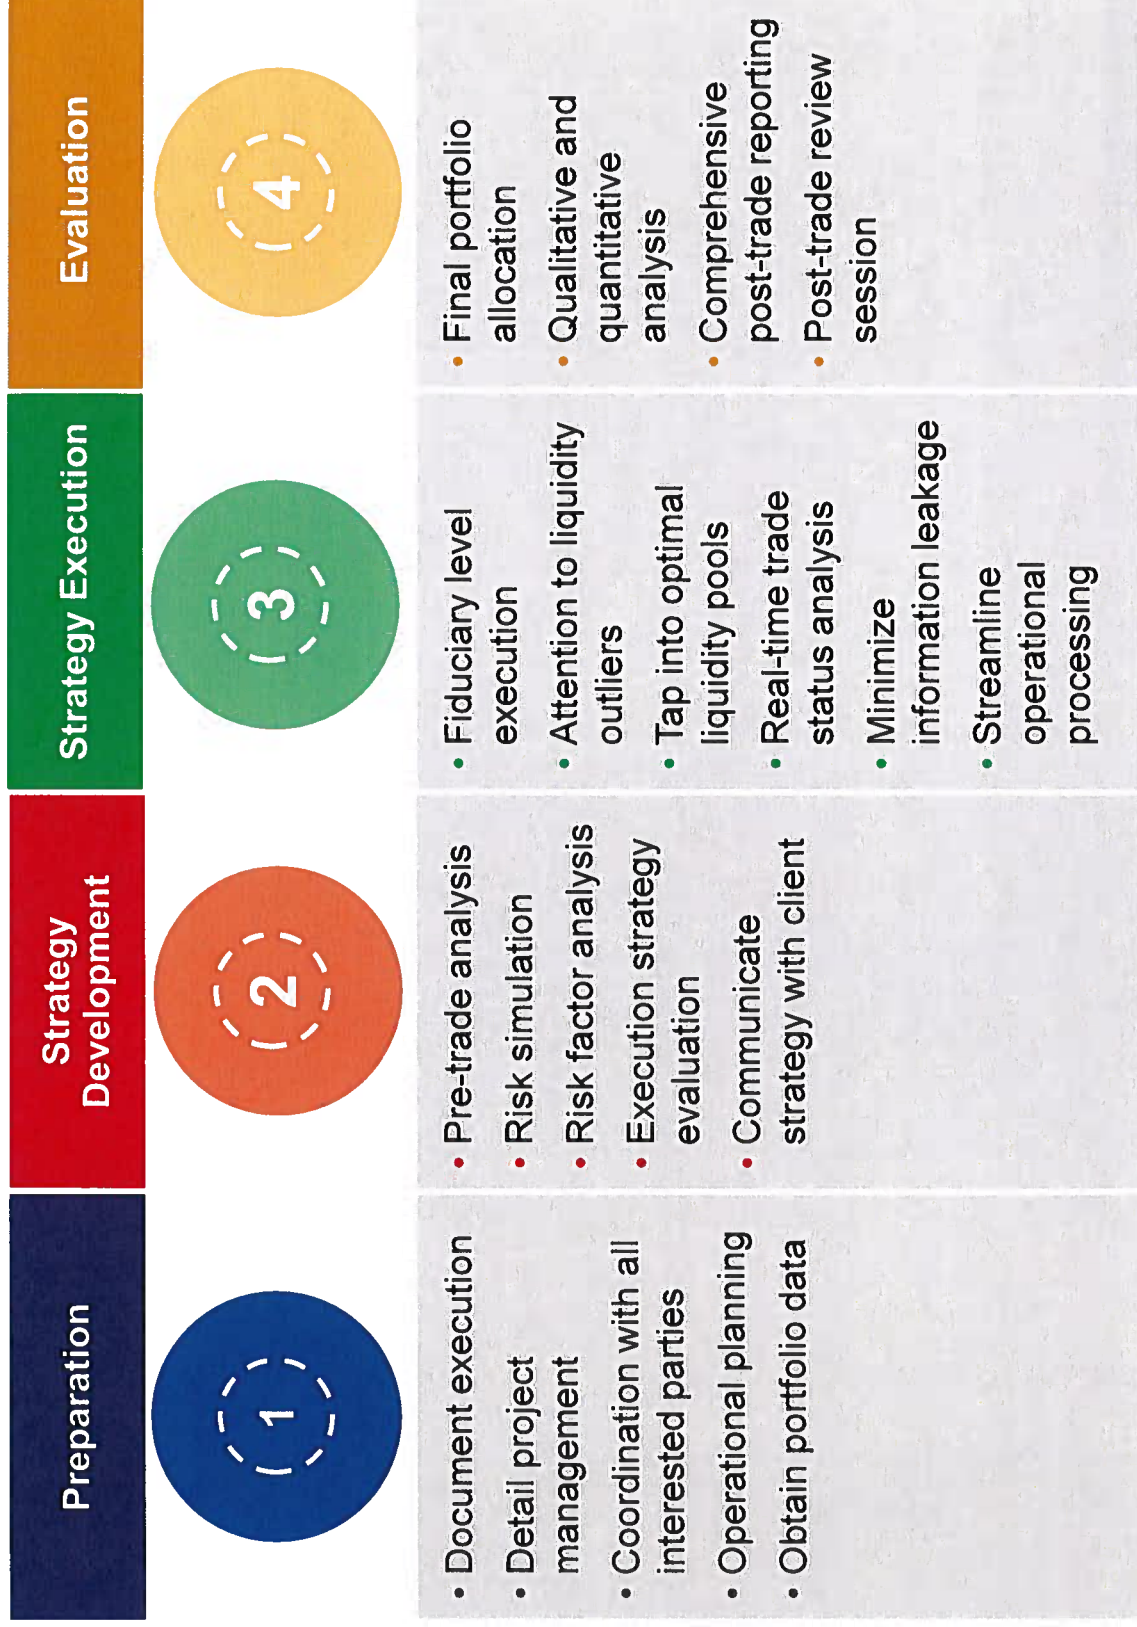 Preparation
1
• Document execution
• Detail project
management
• Coordination with all
interested parties
• Operational planning
• Obtain portfolio data
Strategy
Development
2
• Pre-trade analysis
• Risk simulation
• Risk factor analysis
• Execution strategy
evaluation
• Communicate
strategy with client
Strategy Execution
3
• Fiduciary level
execution
• Attention to liquidity
outliers
• Tap into optimal
liquidity pools
• Real-time trade
status analysis
• Minimize
information leakage
• Streamline
operational
processing
Evaluation
4
• Final portfolio
allocation
• Qualitative and
quantitative
analysis
• Comprehensive
post-trade reporting
• Post-trade review
session